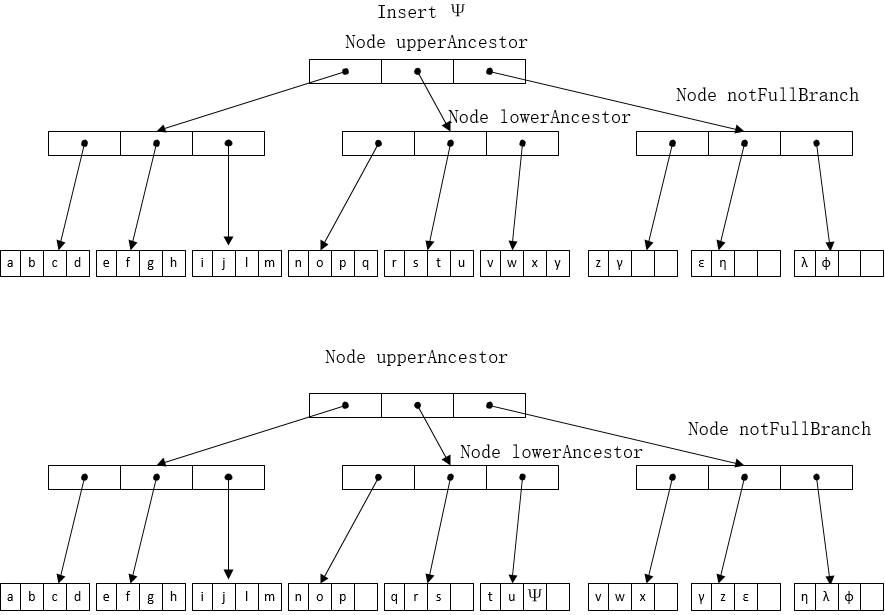 Insert Ψ
Node upperAncestor
Node notFullBranch
Node lowerAncestor
a b c d e f g h i j l m n o p q r s t u v w x y z γ ε η λ ϕ
Node upperAncestor
Node notFullBranch
Node lowerAncestor
a b c d e f g h i j l m n o p q r s t u Ψ v w x γ z ε η λ ϕ